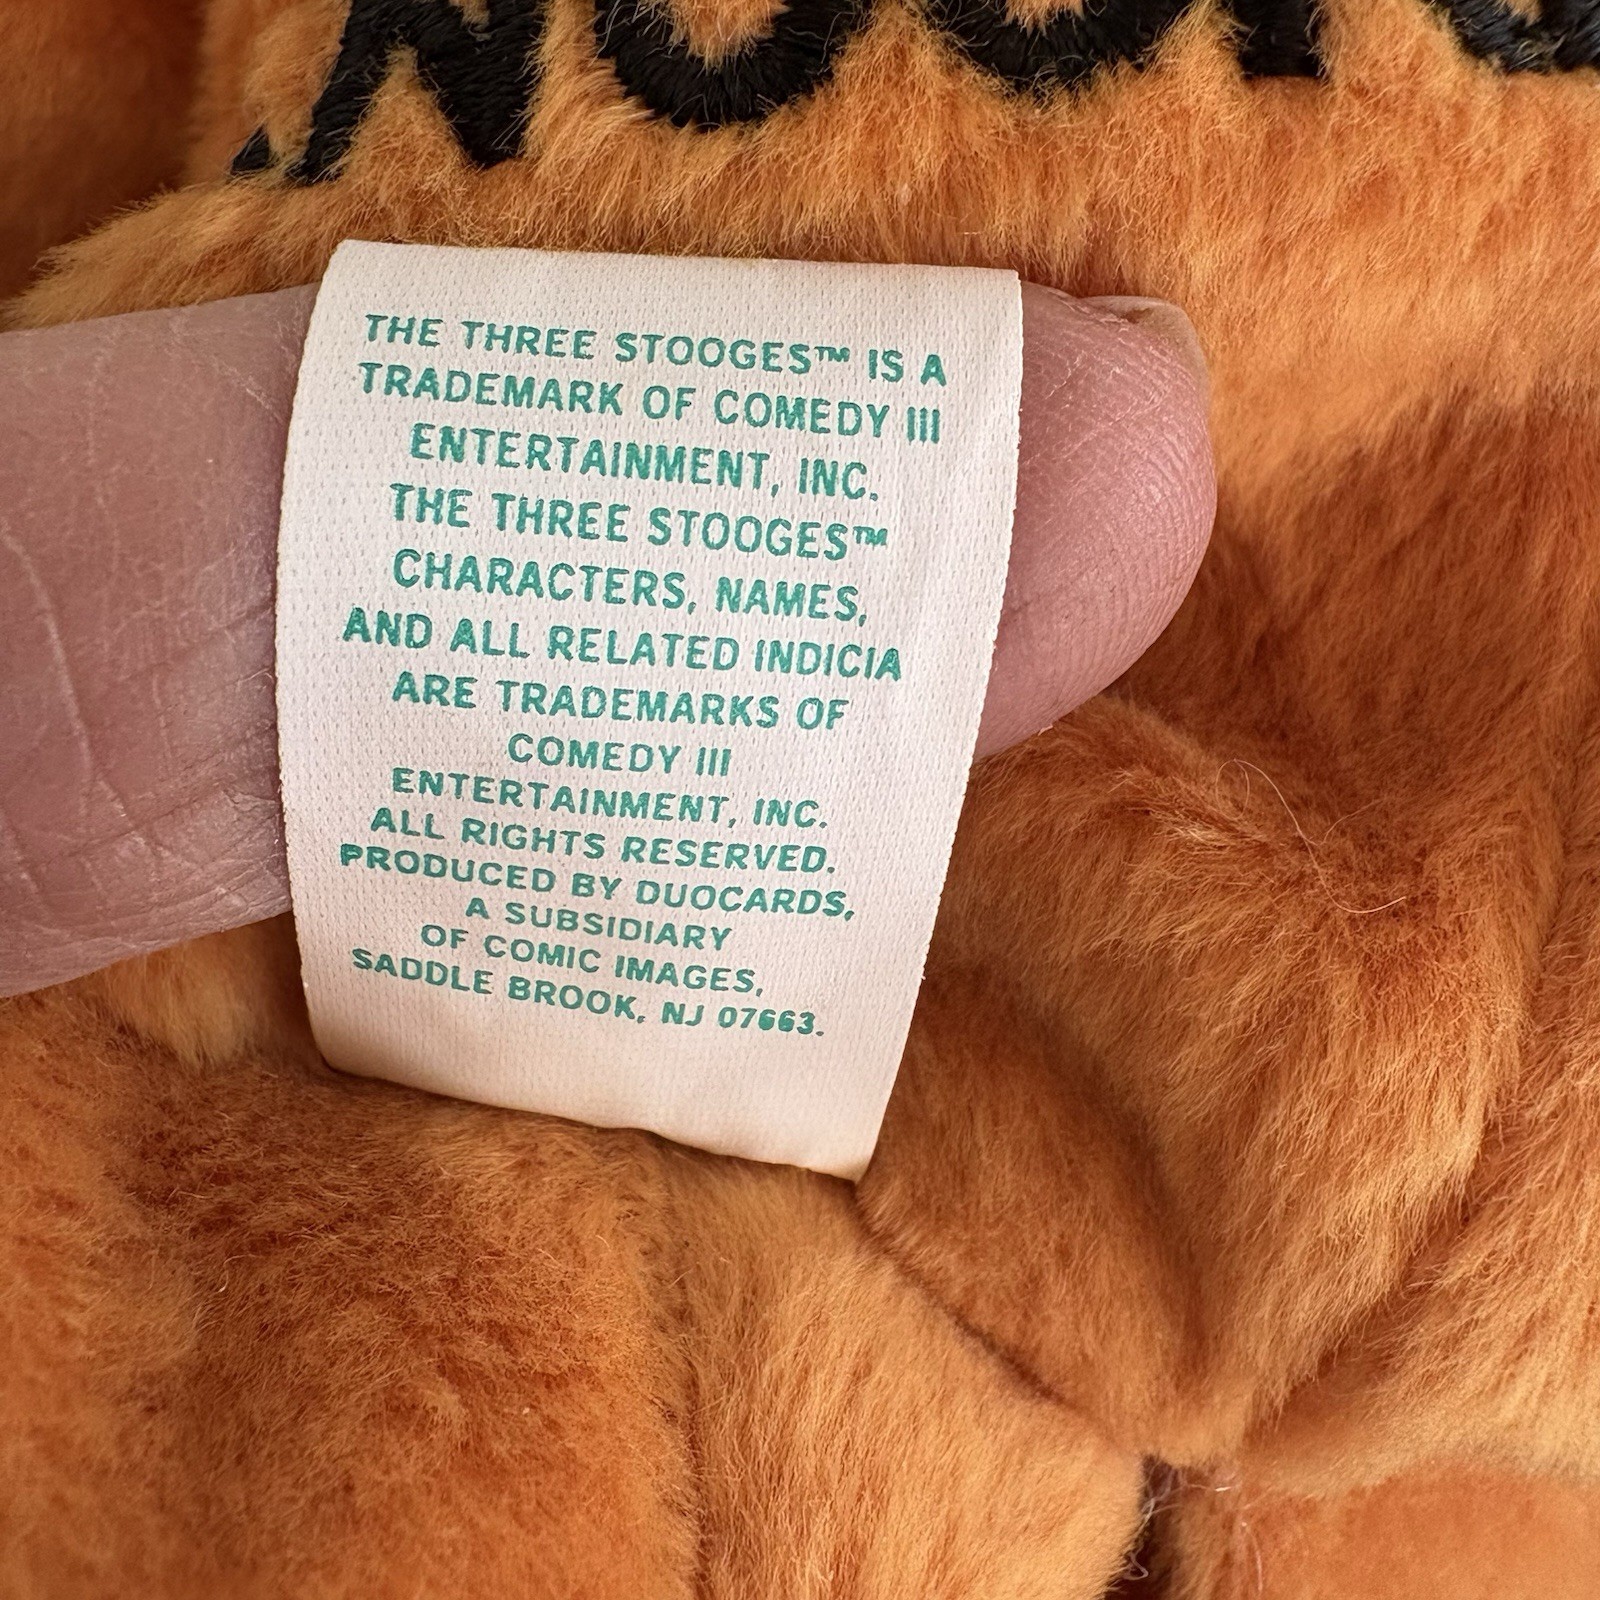 THE THREE STOOGES™ IS A
TRADEMARK OF COMEDY III
ENTERTAINMENT, INC.
THE THREE STOOGES™
CHARACTERS, NAMES,
AND ALL RELATED INDICIA
ARE TRADEMARKS OF
COMEDY III
ENTERTAINMENT, INC.
ALL RIGHTS RESERVED.
PRODUCED BY DUOCARDS,
A SUBSIDIARY
OF COMIC IMAGES,
SADDLE BROOK, NJ 07663.